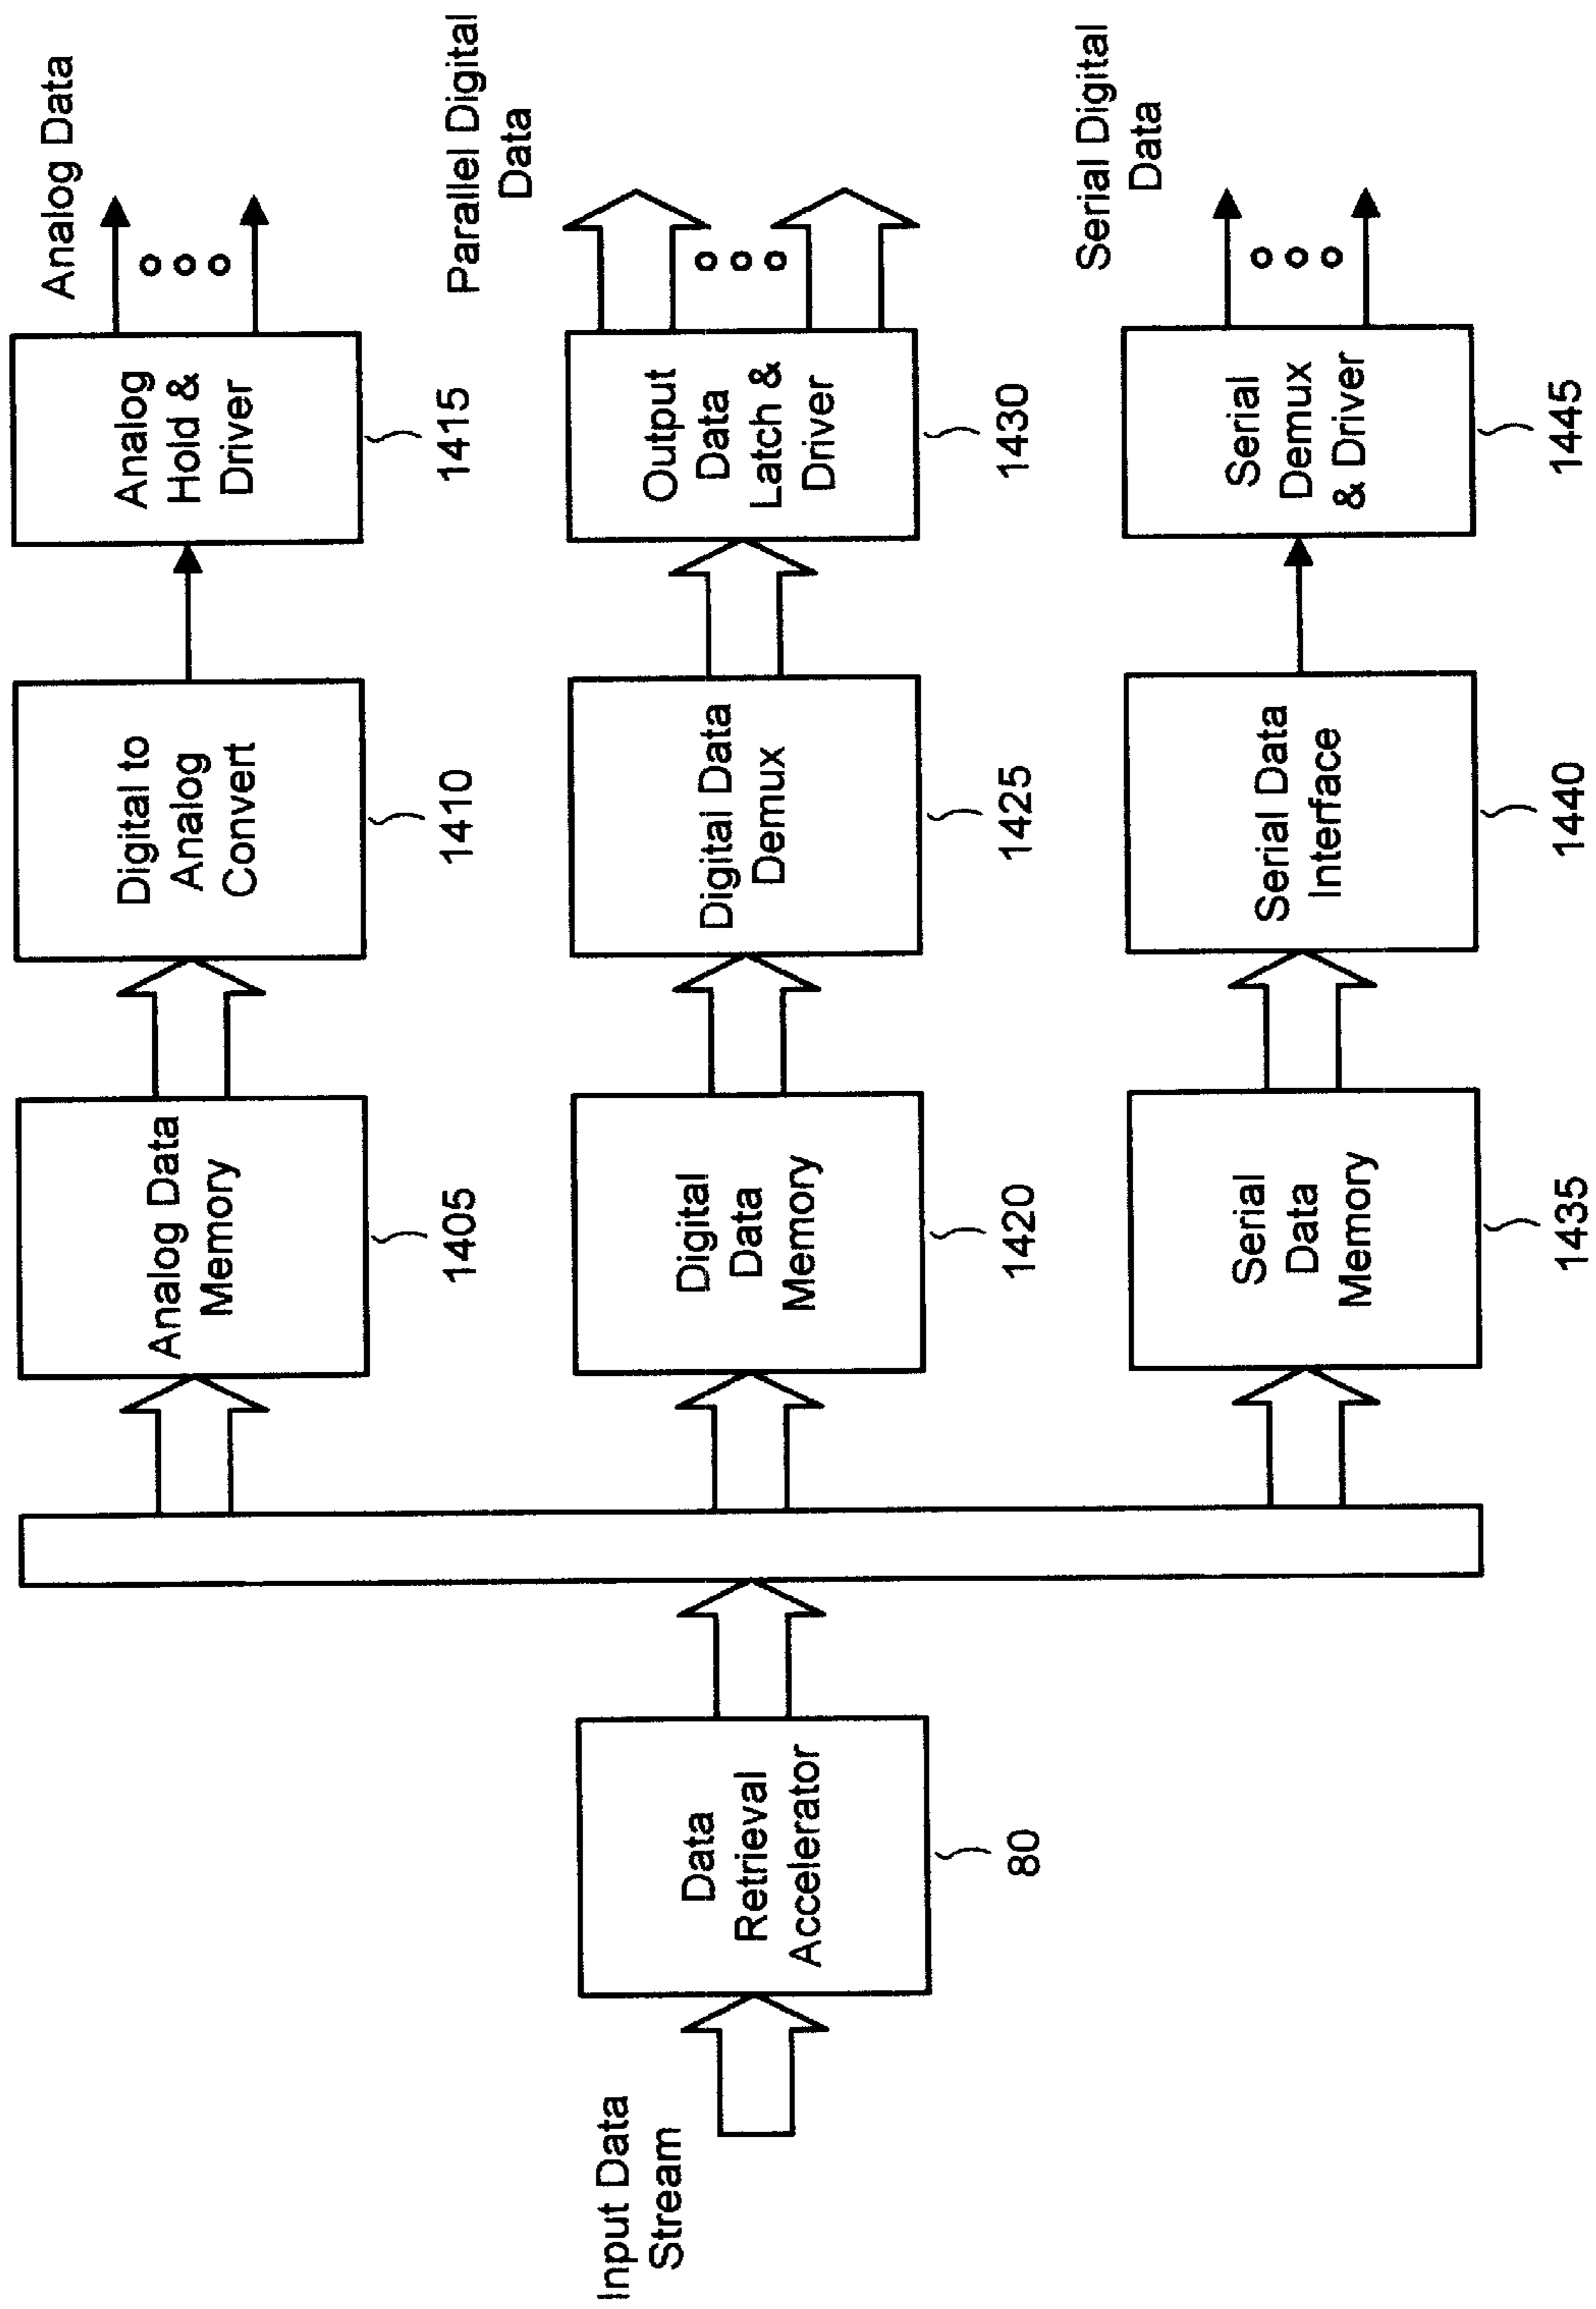 Input Data
Stream
Data
Retrieval
Accelerator
80
Analog Data
Memory
1405
Digital to
Analog
Convert
1410
Analog
Hold &
Driver
1415
Analog Data
Digital
Data
Memory
1420
Digital Data
Demux
1425
Output
Data
Latch &
Driver
1430
Parallel Digital
Data
Serial
Data
Memory
1435
Serial Data
Interface
1440
Serial
Demux
& Driver
1445
Serial Digital
Data